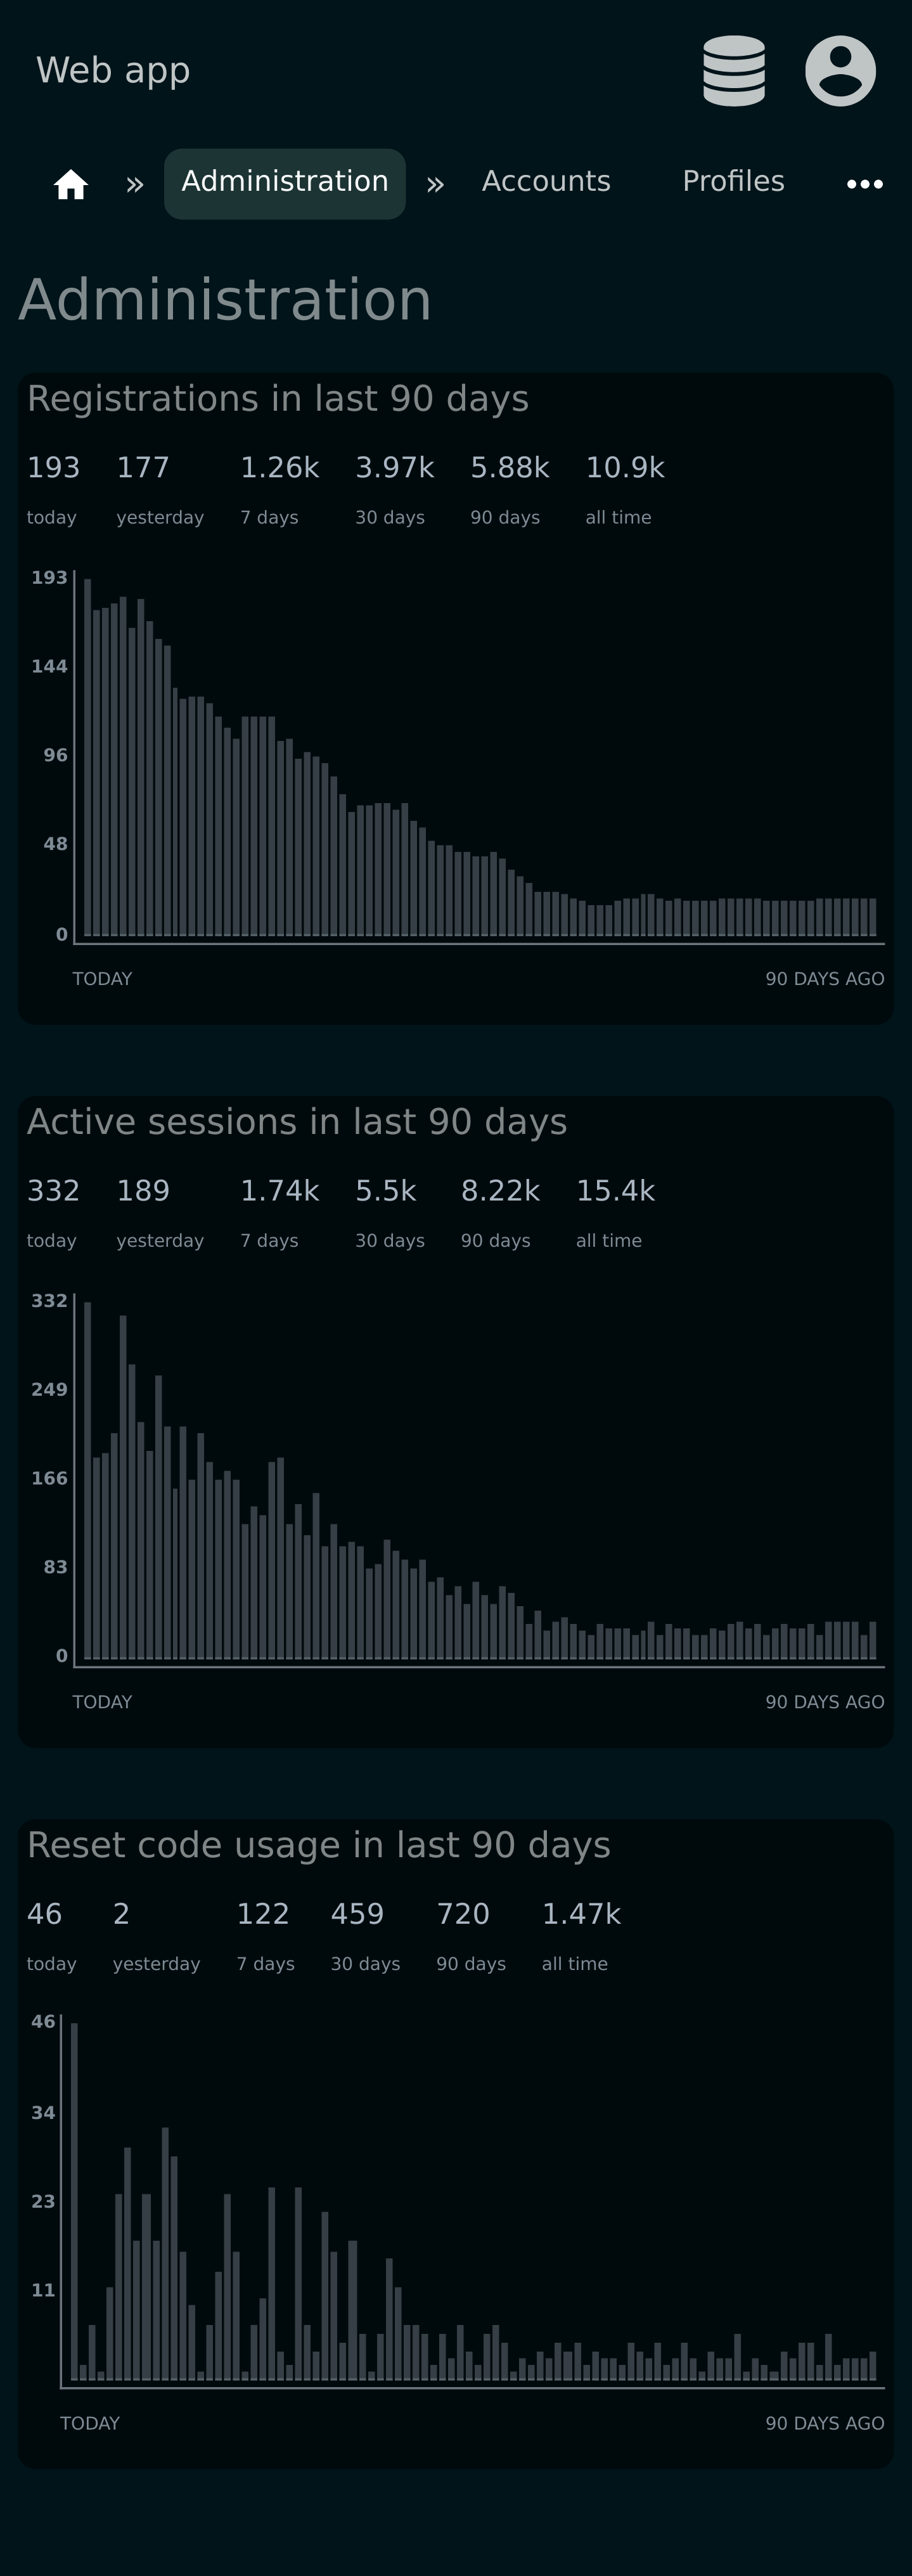 Web app
» Administration » Accounts Profiles •••
Administration
Registrations in last 90 days
193 177 1.26k 3.97k 5.88k 10.9k
today yesterday 7 days 30 days 90 days all time
193
144
96
48
0
TODAY 90 DAYS AGO
Active sessions in last 90 days
332 189 1.74k 5.5k 8.22k 15.4k
today yesterday 7 days 30 days 90 days all time
332
249
166
83
0
TODAY 90 DAYS AGO
Reset code usage in last 90 days
46 2 122 459 720 1.47k
today yesterday 7 days 30 days 90 days all time
46
34
23
11
TODAY 90 DAYS AGO